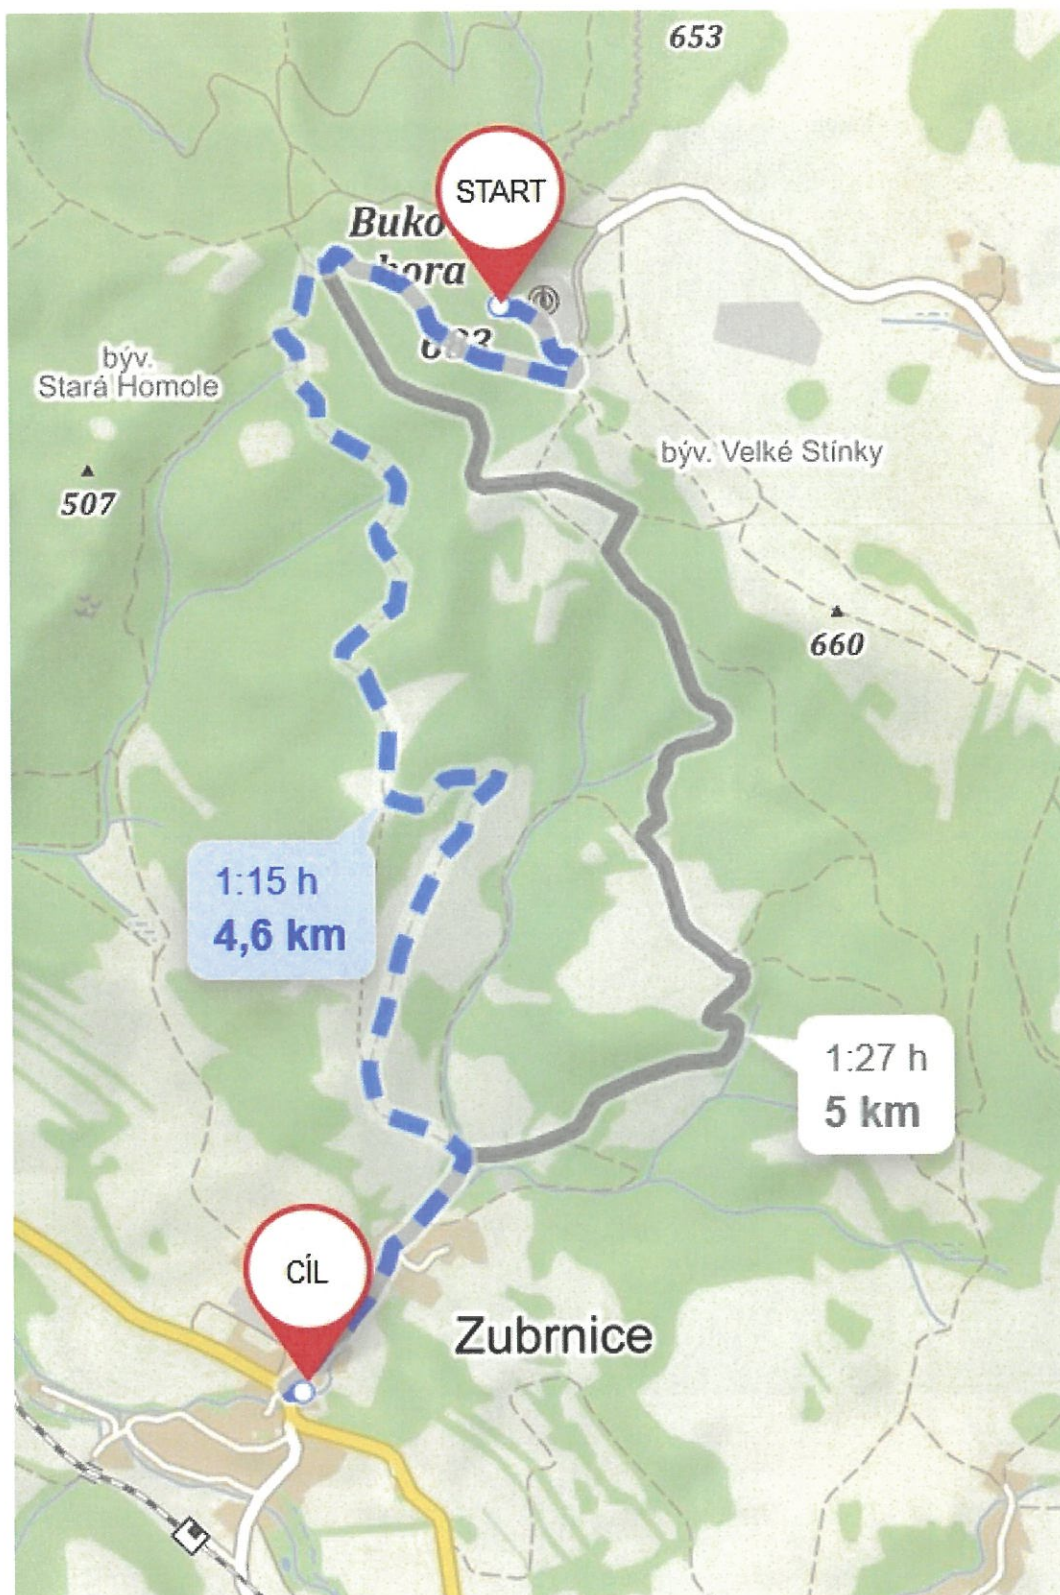 653
START
Buko
hora
683
býv.
Stará Homole
507
býv. Velké Stínky
660
1:15 h
4,6 km
1:27 h
5 km
CÍL
Zubrnice